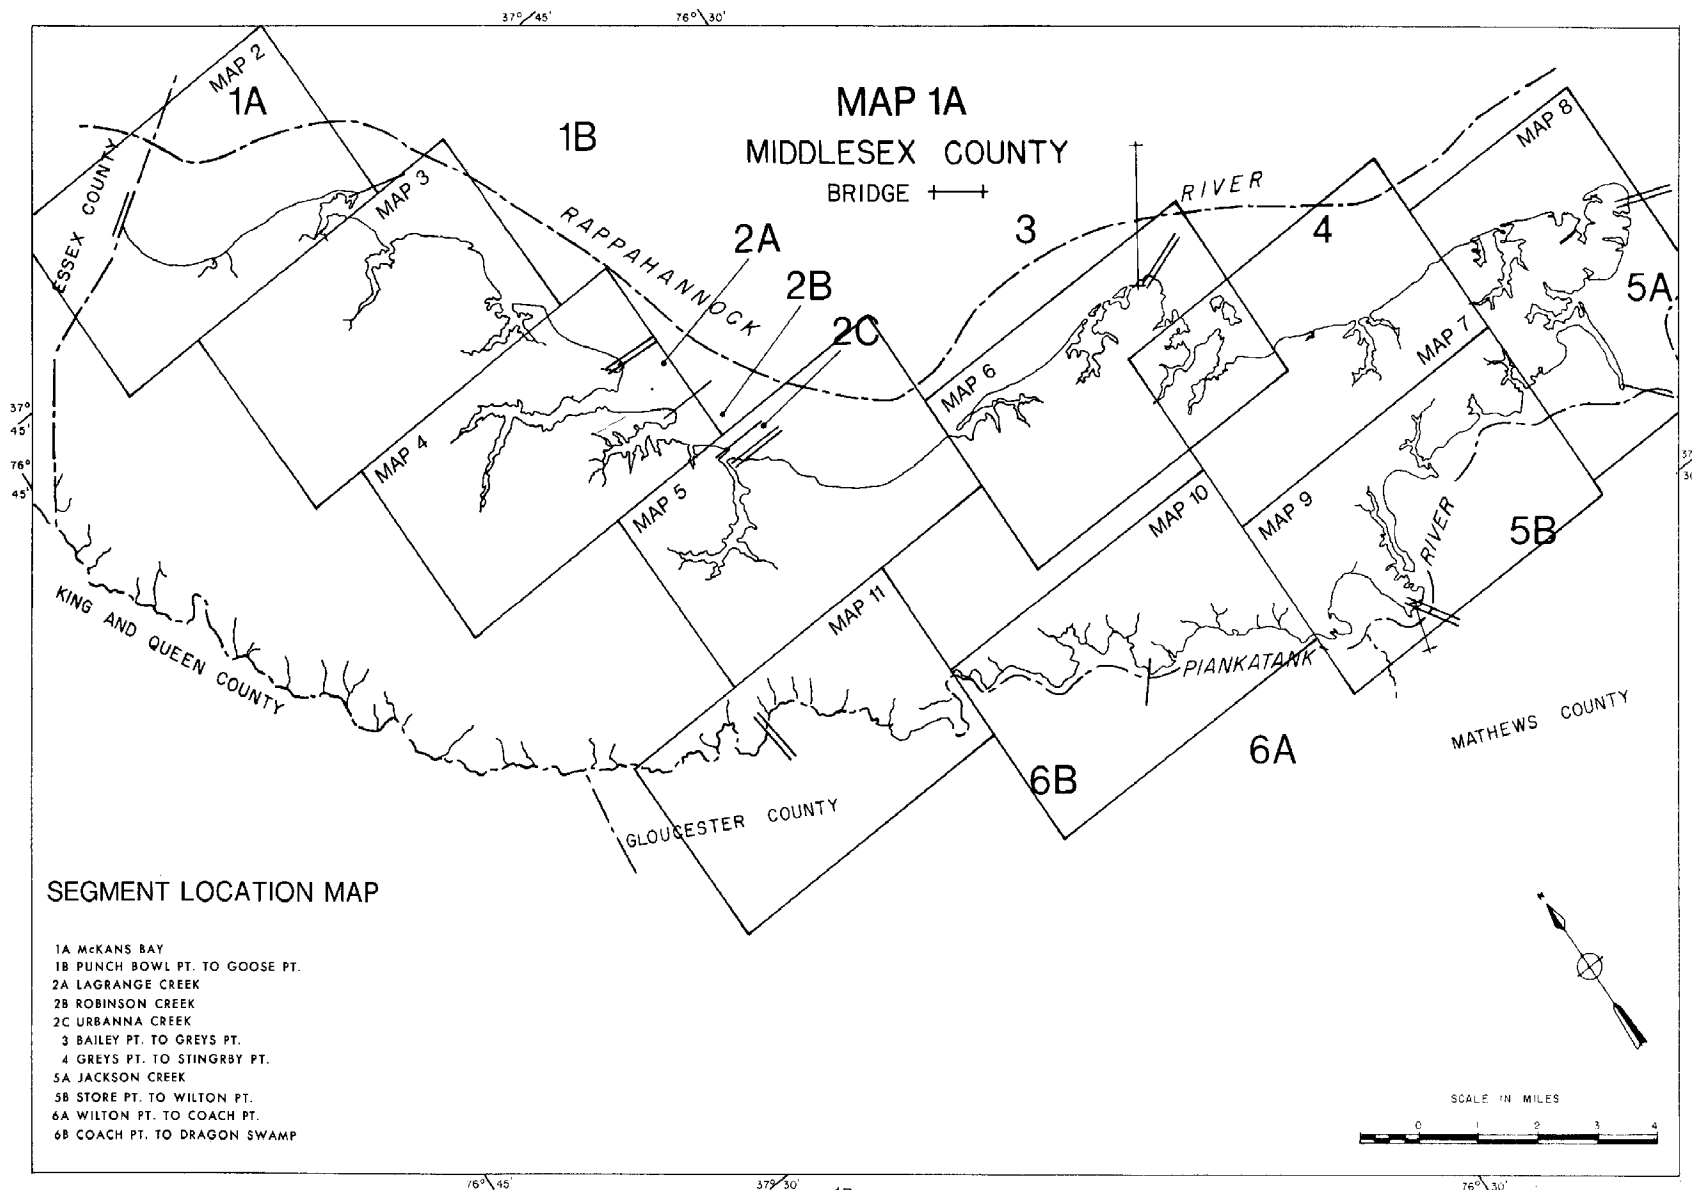 37° 45'
76° 30'
MAP 2
1A
MAP 1A
MIDDLESEX COUNTY
BRIDGE
1B
MAP 8
ESSEX COUNTY
MAP 3
RAPPAHANNOCK
RIVER
3
4
2A
2B
2C
5A
MAP 7
MAP 6
37°
45'
76°
45'
MAP 4
MAP 5
MAP 10
MAP 9
RIVER
5B
37
30
KING AND QUEEN COUNTY
MAP 11
PIANKATANK
MATHEWS COUNTY
6A
6B
GLOUCESTER COUNTY
SEGMENT LOCATION MAP
1A McKANS BAY
1B PUNCH BOWL PT. TO GOOSE PT.
2A LAGRANGE CREEK
2B ROBINSON CREEK
2C URBANNA CREEK
3 BAILEY PT. TO GREYS PT.
4 GREYS PT. TO STINGRBY PT.
5A JACKSON CREEK
5B STORE PT. TO WILTON PT.
6A WILTON PT. TO COACH PT.
6B COACH PT. TO DRAGON SWAMP
N
SCALE IN MILES
0 1 2 3 4
76° 45'
379 30'
76° 30'